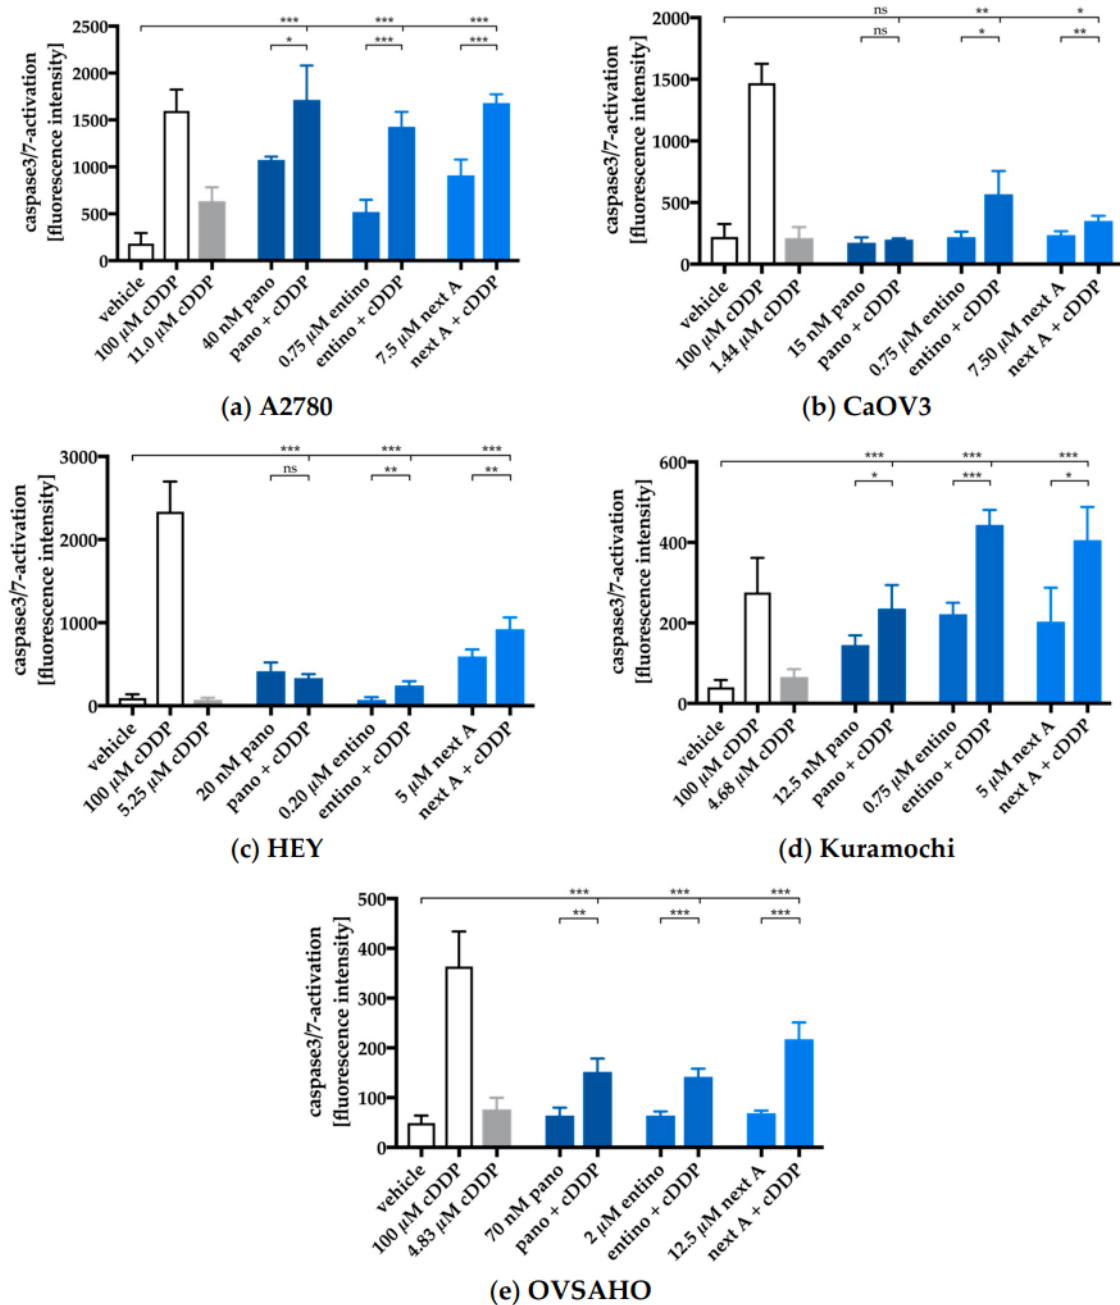 caspase3/7-activation
[fluorescence intensity]
2500
2000
1500
1000
500
0
*** *** ***
* *** ***
vehicle
100 µM cDDP
11.0 µM cDDP
40 nM pano
pano + cDDP
0.75 µM entino
entino + cDDP
7.5 µM next A
next A + cDDP
(a) A2780
caspase3/7-activation
[fluorescence intensity]
2000
1500
1000
500
0
ns ** *
ns * **
vehicle
100 µM cDDP
1.44 µM cDDP
15 nM pano
pano + cDDP
0.75 µM entino
entino + cDDP
7.50 µM next A
next A + cDDP
(b) CaOV3
caspase3/7-activation
[fluorescence intensity]
3000
2000
1000
0
*** *** ***
ns ** **
vehicle
100 µM cDDP
5.25 µM cDDP
20 nM pano
pano + cDDP
0.20 µM entino
entino + cDDP
5 µM next A
next A + cDDP
(c) HEY
caspase3/7-activation
[fluorescence intensity]
600
400
200
0
*** *** ***
* *** *
vehicle
100 µM cDDP
4.68 µM cDDP
12.5 nM pano
pano + cDDP
0.75 µM entino
entino + cDDP
5 µM next A
next A + cDDP
(d) Kuramochi
caspase3/7-activation
[fluorescence intensity]
500
400
300
200
100
0
*** *** ***
** *** ***
vehicle
100 µM cDDP
4.83 µM cDDP
70 nM pano
pano + cDDP
2 µM entino
entino + cDDP
12.5 µM next A
next A + cDDP
(e) OVSAHO